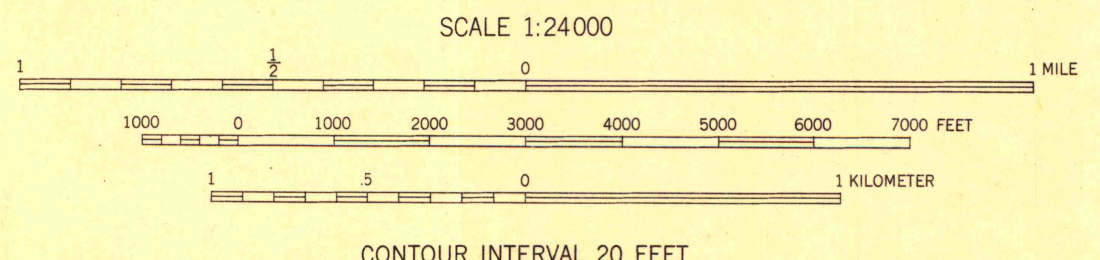 SCALE 1:24000
1 1/2 0 1 MILE
1000 0 1000 2000 3000 4000 5000 6000 7000 FEET
1 .5 0 1 KILOMETER
CONTOUR INTERVAL 20 FEET